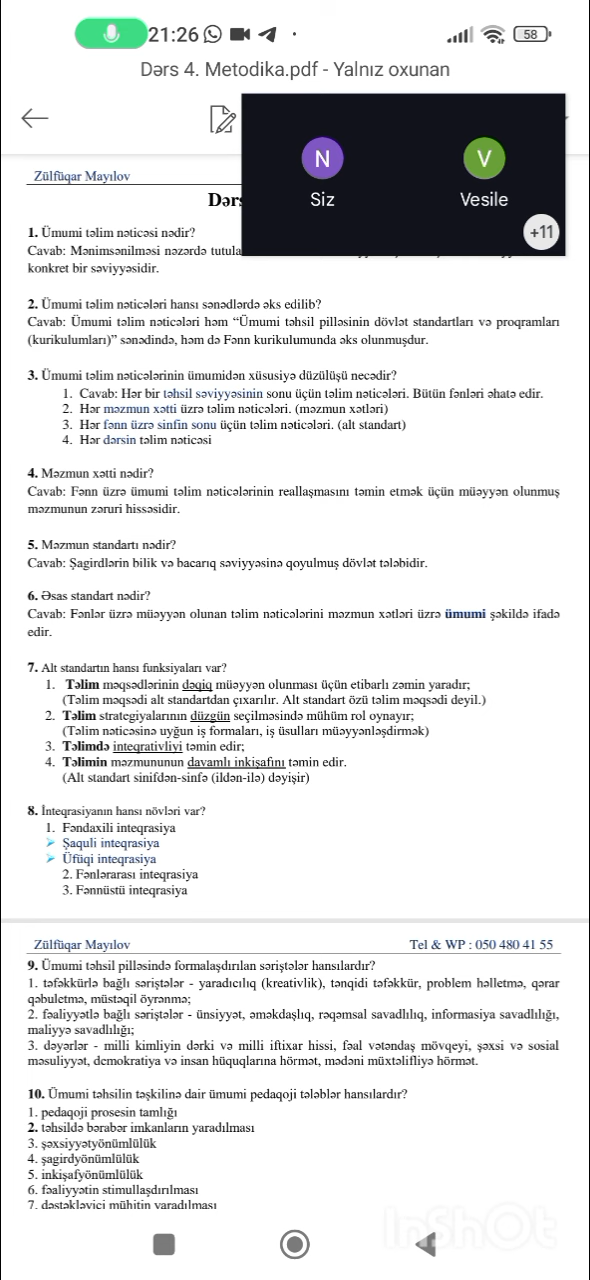 21:26
58
Dərs 4. Metodika.pdf - Yalnız oxunan
N
V
Siz
Vesile
+11
Zülfüqar Mayılov
Dərs
1. Ümumi təlim nəticəsi nədir?
Cavab: Mənimsənilməsi nəzərdə tutula
konkret bir səviyyəsidir.
2. Ümumi təlim nəticələri hansı sənədlərdə əks edilib?
Cavab: Ümumi təlim nəticələri həm “Ümumi təhsil pilləsinin dövlət standartları və proqramları
(kurikulumları)” sənədində, həm də Fənn kurikulumunda əks olunmuşdur.
3. Ümumi təlim nəticələrinin ümumidən xüsusiyə düzülüşü necədir?
1. Cavab: Hər bir təhsil səviyyəsinin sonu üçün təlim nəticələri. Bütün fənləri əhatə edir.
2. Hər məzmun xətti üzrə təlim nəticələri. (məzmun xətləri)
3. Hər fənn üzrə sinfin sonu üçün təlim nəticələri. (alt standart)
4. Hər dərsin təlim nəticəsi
4. Məzmun xətti nədir?
Cavab: Fənn üzrə ümumi təlim nəticələrinin reallaşmasını təmin etmək üçün müəyyən olunmuş
məzmunun zəruri hissəsidir.
5. Məzmun standartı nədir?
Cavab: Şagirdlərin bilik və bacarıq səviyyəsinə qoyulmuş dövlət tələbidir.
6. Əsas standart nədir?
Cavab: Fənlər üzrə müəyyən olunan təlim nəticələrini məzmun xətləri üzrə ümumi şəkildə ifadə
edir.
7. Alt standartın hansı funksiyaları var?
1. Təlim məqsədlərinin dəqiq müəyyən olunması üçün etibarlı zəmin yaradır;
(Təlim məqsədi alt standartdan çıxarılır. Alt standart özü təlim məqsədi deyil.)
2. Təlim strategiyalarının düzgün seçilməsində mühüm rol oynayır;
(Təlim nəticəsinə uyğun iş formaları, iş üsulları müəyyənləşdirmək)
3. Təlimdə inteqrativliyi təmin edir;
4. Təlimin məzmununun davamlı inkişafını təmin edir.
(Alt standart sinifdən-sinfə (ildən-ilə) dəyişir)
8. İnteqrasiyanın hansı növləri var?
1. Fəndaxili inteqrasiya
➤ Şaquli inteqrasiya
➤ Üfüqi inteqrasiya
2. Fənlərarası inteqrasiya
3. Fənnüstü inteqrasiya
Zülfüqar Mayılov Tel & WP : 050 480 41 55
9. Ümumi təhsil pilləsində formalaşdırılan səriştələr hansılardır?
1. təfəkkürlə bağlı səriştələr - yaradıcılıq (kreativlik), tənqidi təfəkkür, problem həlletmə, qərar
qəbuletmə, müstəqil öyrənmə;
2. fəaliyyətlə bağlı səriştələr - ünsiyyət, əməkdaşlıq, rəqəmsal savadlılıq, informasiya savadlılığı,
maliyyə savadlılığı;
3. dəyərlər - milli kimliyin dərki və milli iftixar hissi, fəal vətəndaş mövqeyi, şəxsi və sosial
məsuliyyət, demokratiya və insan hüquqlarına hörmət, mədəni müxtəlifliyə hörmət.
10. Ümumi təhsilin təşkilinə dair ümumi pedaqoji tələblər hansılardır?
1. pedaqoji prosesin tamlığı
2. təhsildə bərabər imkanların yaradılması
3. şəxsiyyətyönümlülük
4. şagirdyönümlülük
5. inkişafyönümlülük
6. fəaliyyətin stimullaşdırılması
7. dəstəkləyici mühitin yaradılması
InShOt